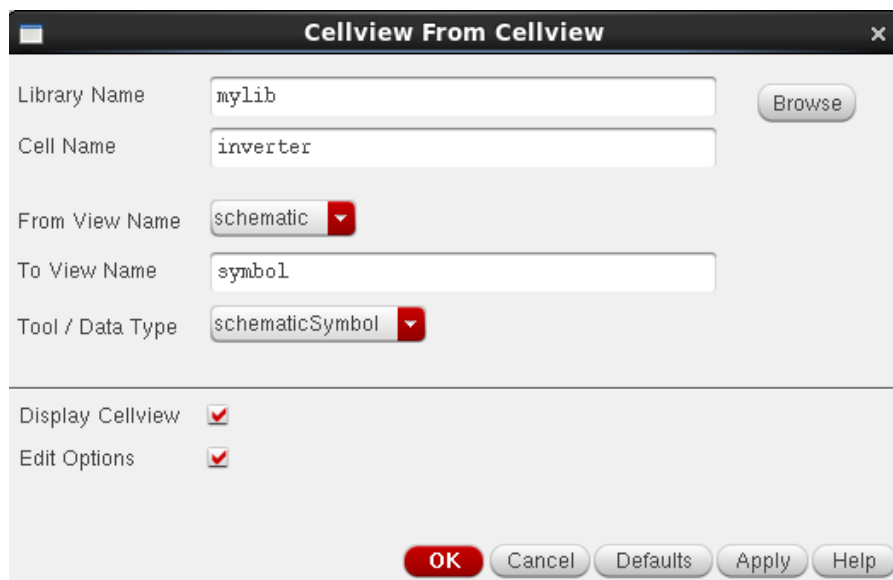 Cellview From Cellview
Library Name mylib Browse
Cell Name inverter
From View Name schematic
To View Name symbol
Tool / Data Type schematicSymbol
Display Cellview
Edit Options
OK Cancel Defaults Apply Help